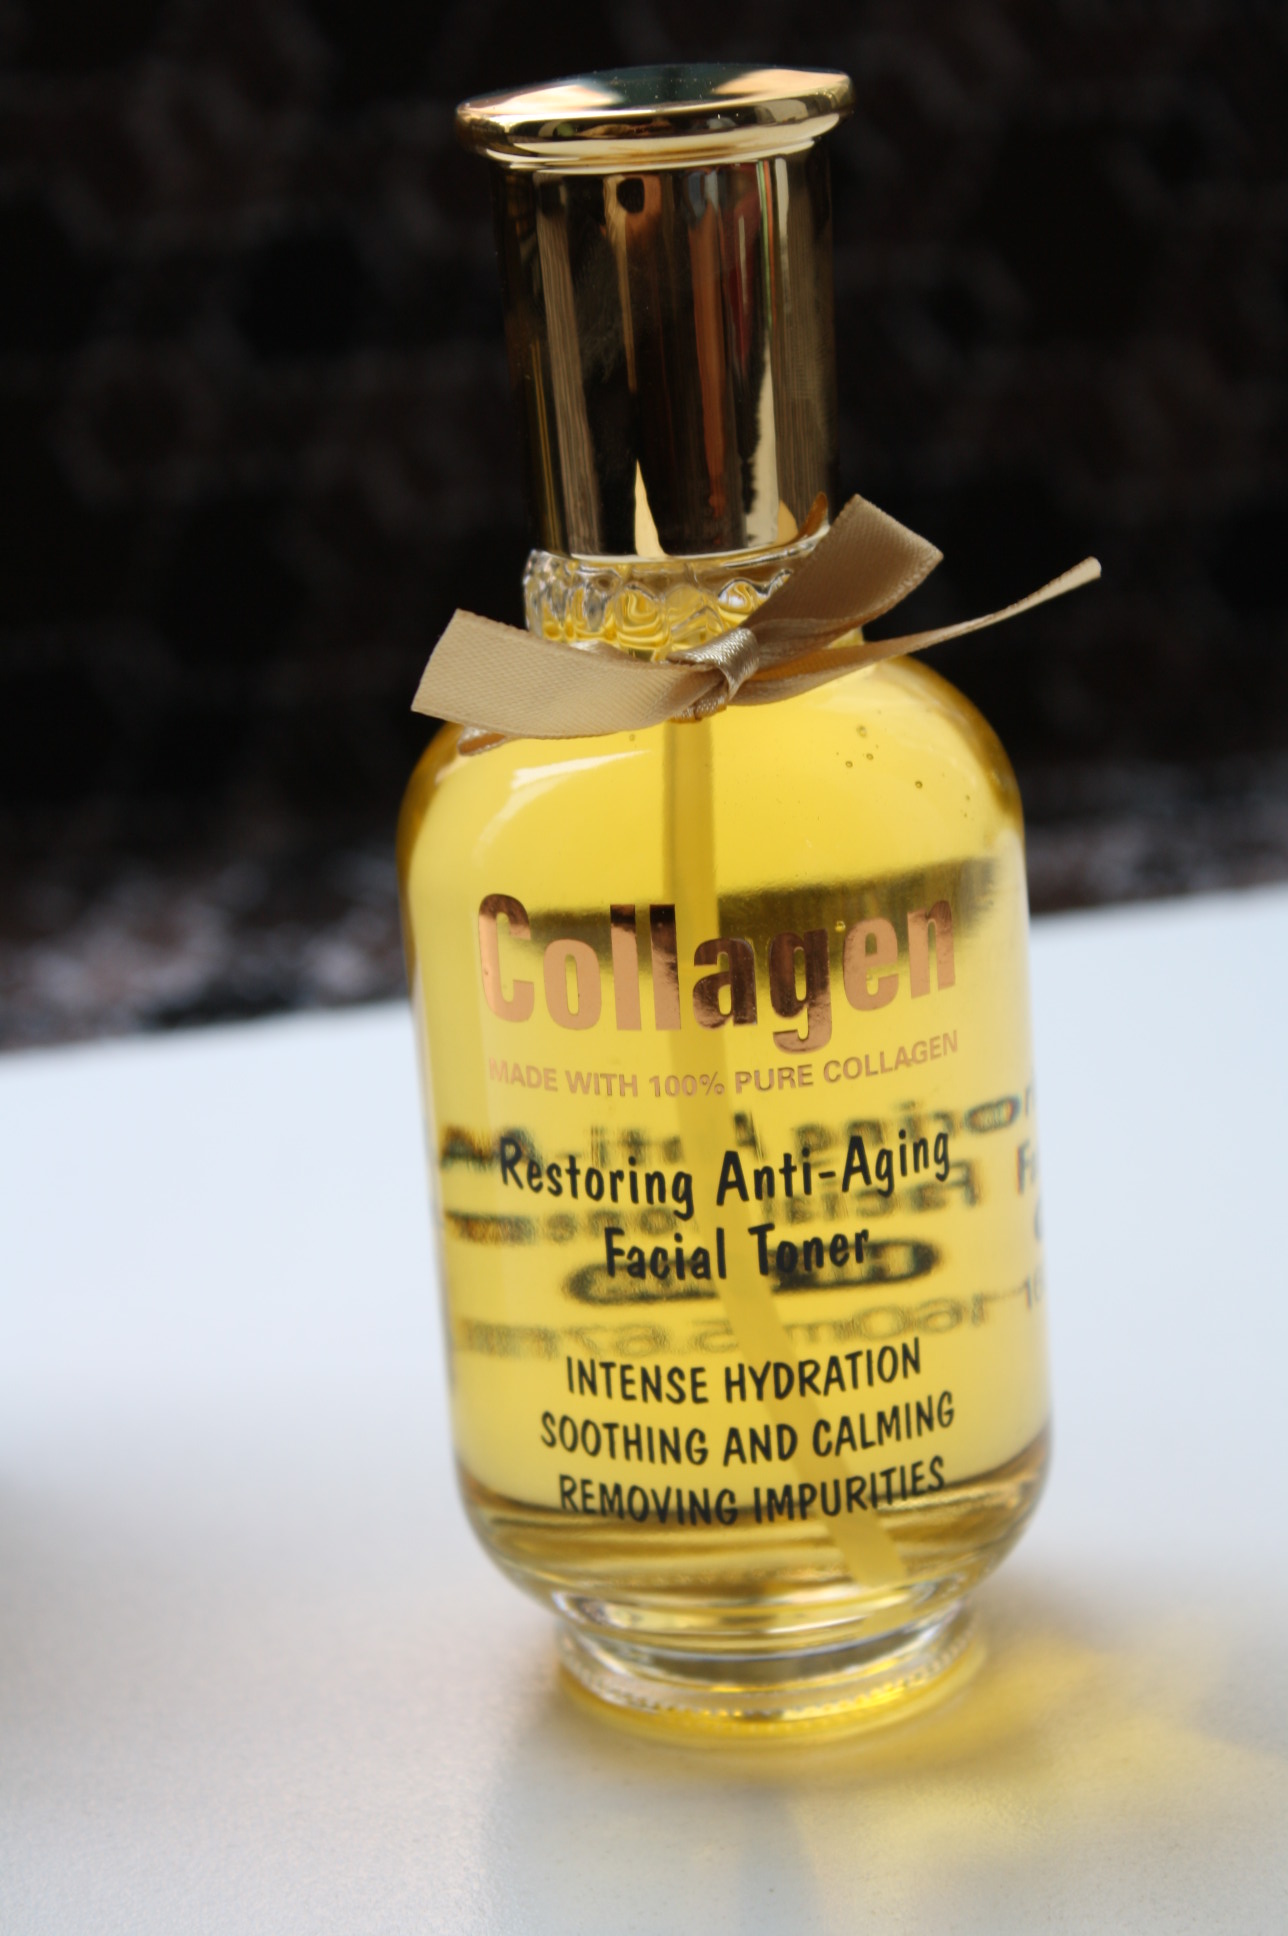 Collagen
MADE WITH 100% PURE COLLAGEN
Restoring Anti-Aging
Facial Toner
INTENSE HYDRATION
SOOTHING AND CALMING
REMOVING IMPURITIES